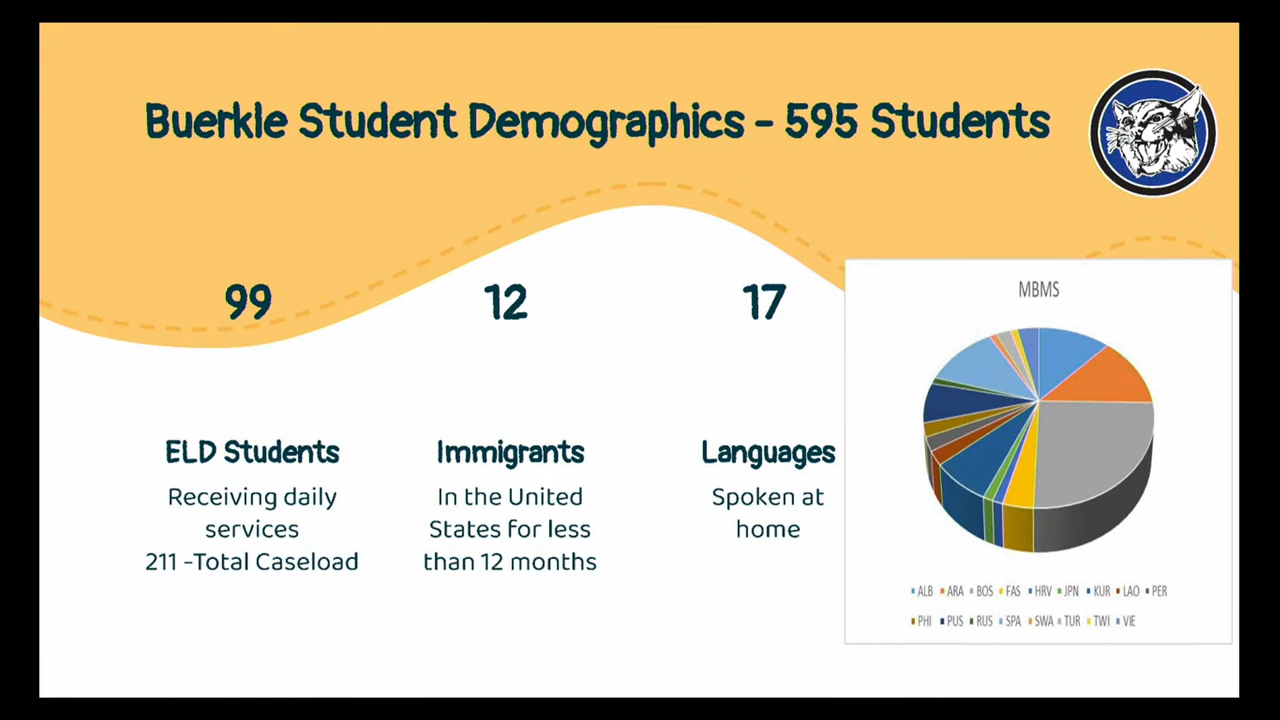 Buerkle Student Demographics - 595 Students
99
12
17
ELD Students
Receiving daily
services
211 -Total Caseload
Immigrants
In the United
States for less
than 12 months
Languages
Spoken at
home
MBMS
ALB ARA BOS FAS HRV JPN KUR LAO PER
PHI PUS RUS SPA SWA TUR TWI VIE